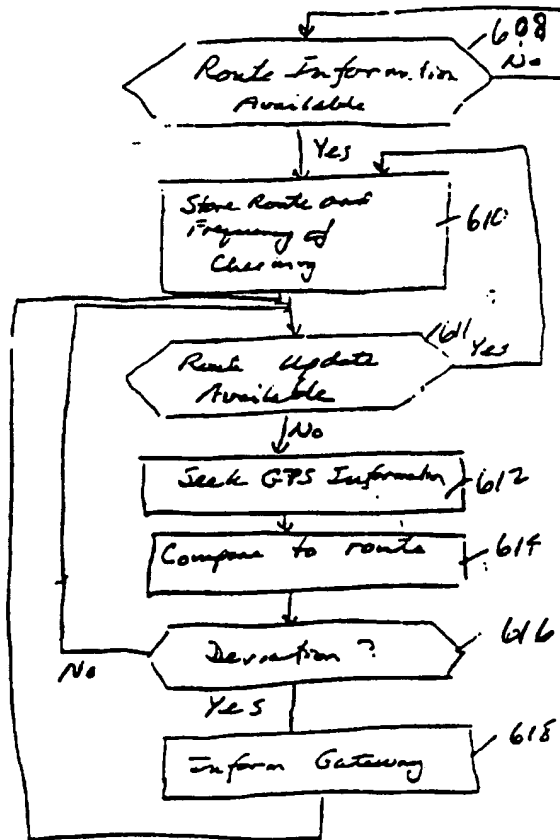 608
No
Route Information
Available
Yes
Store Route and
Frequency of
Checking
610
611
Yes
Route Update
Available
No
Seek GPS Information
612
Compare to route
614
Deviation ?
616
No
Yes
Inform Gateway
618